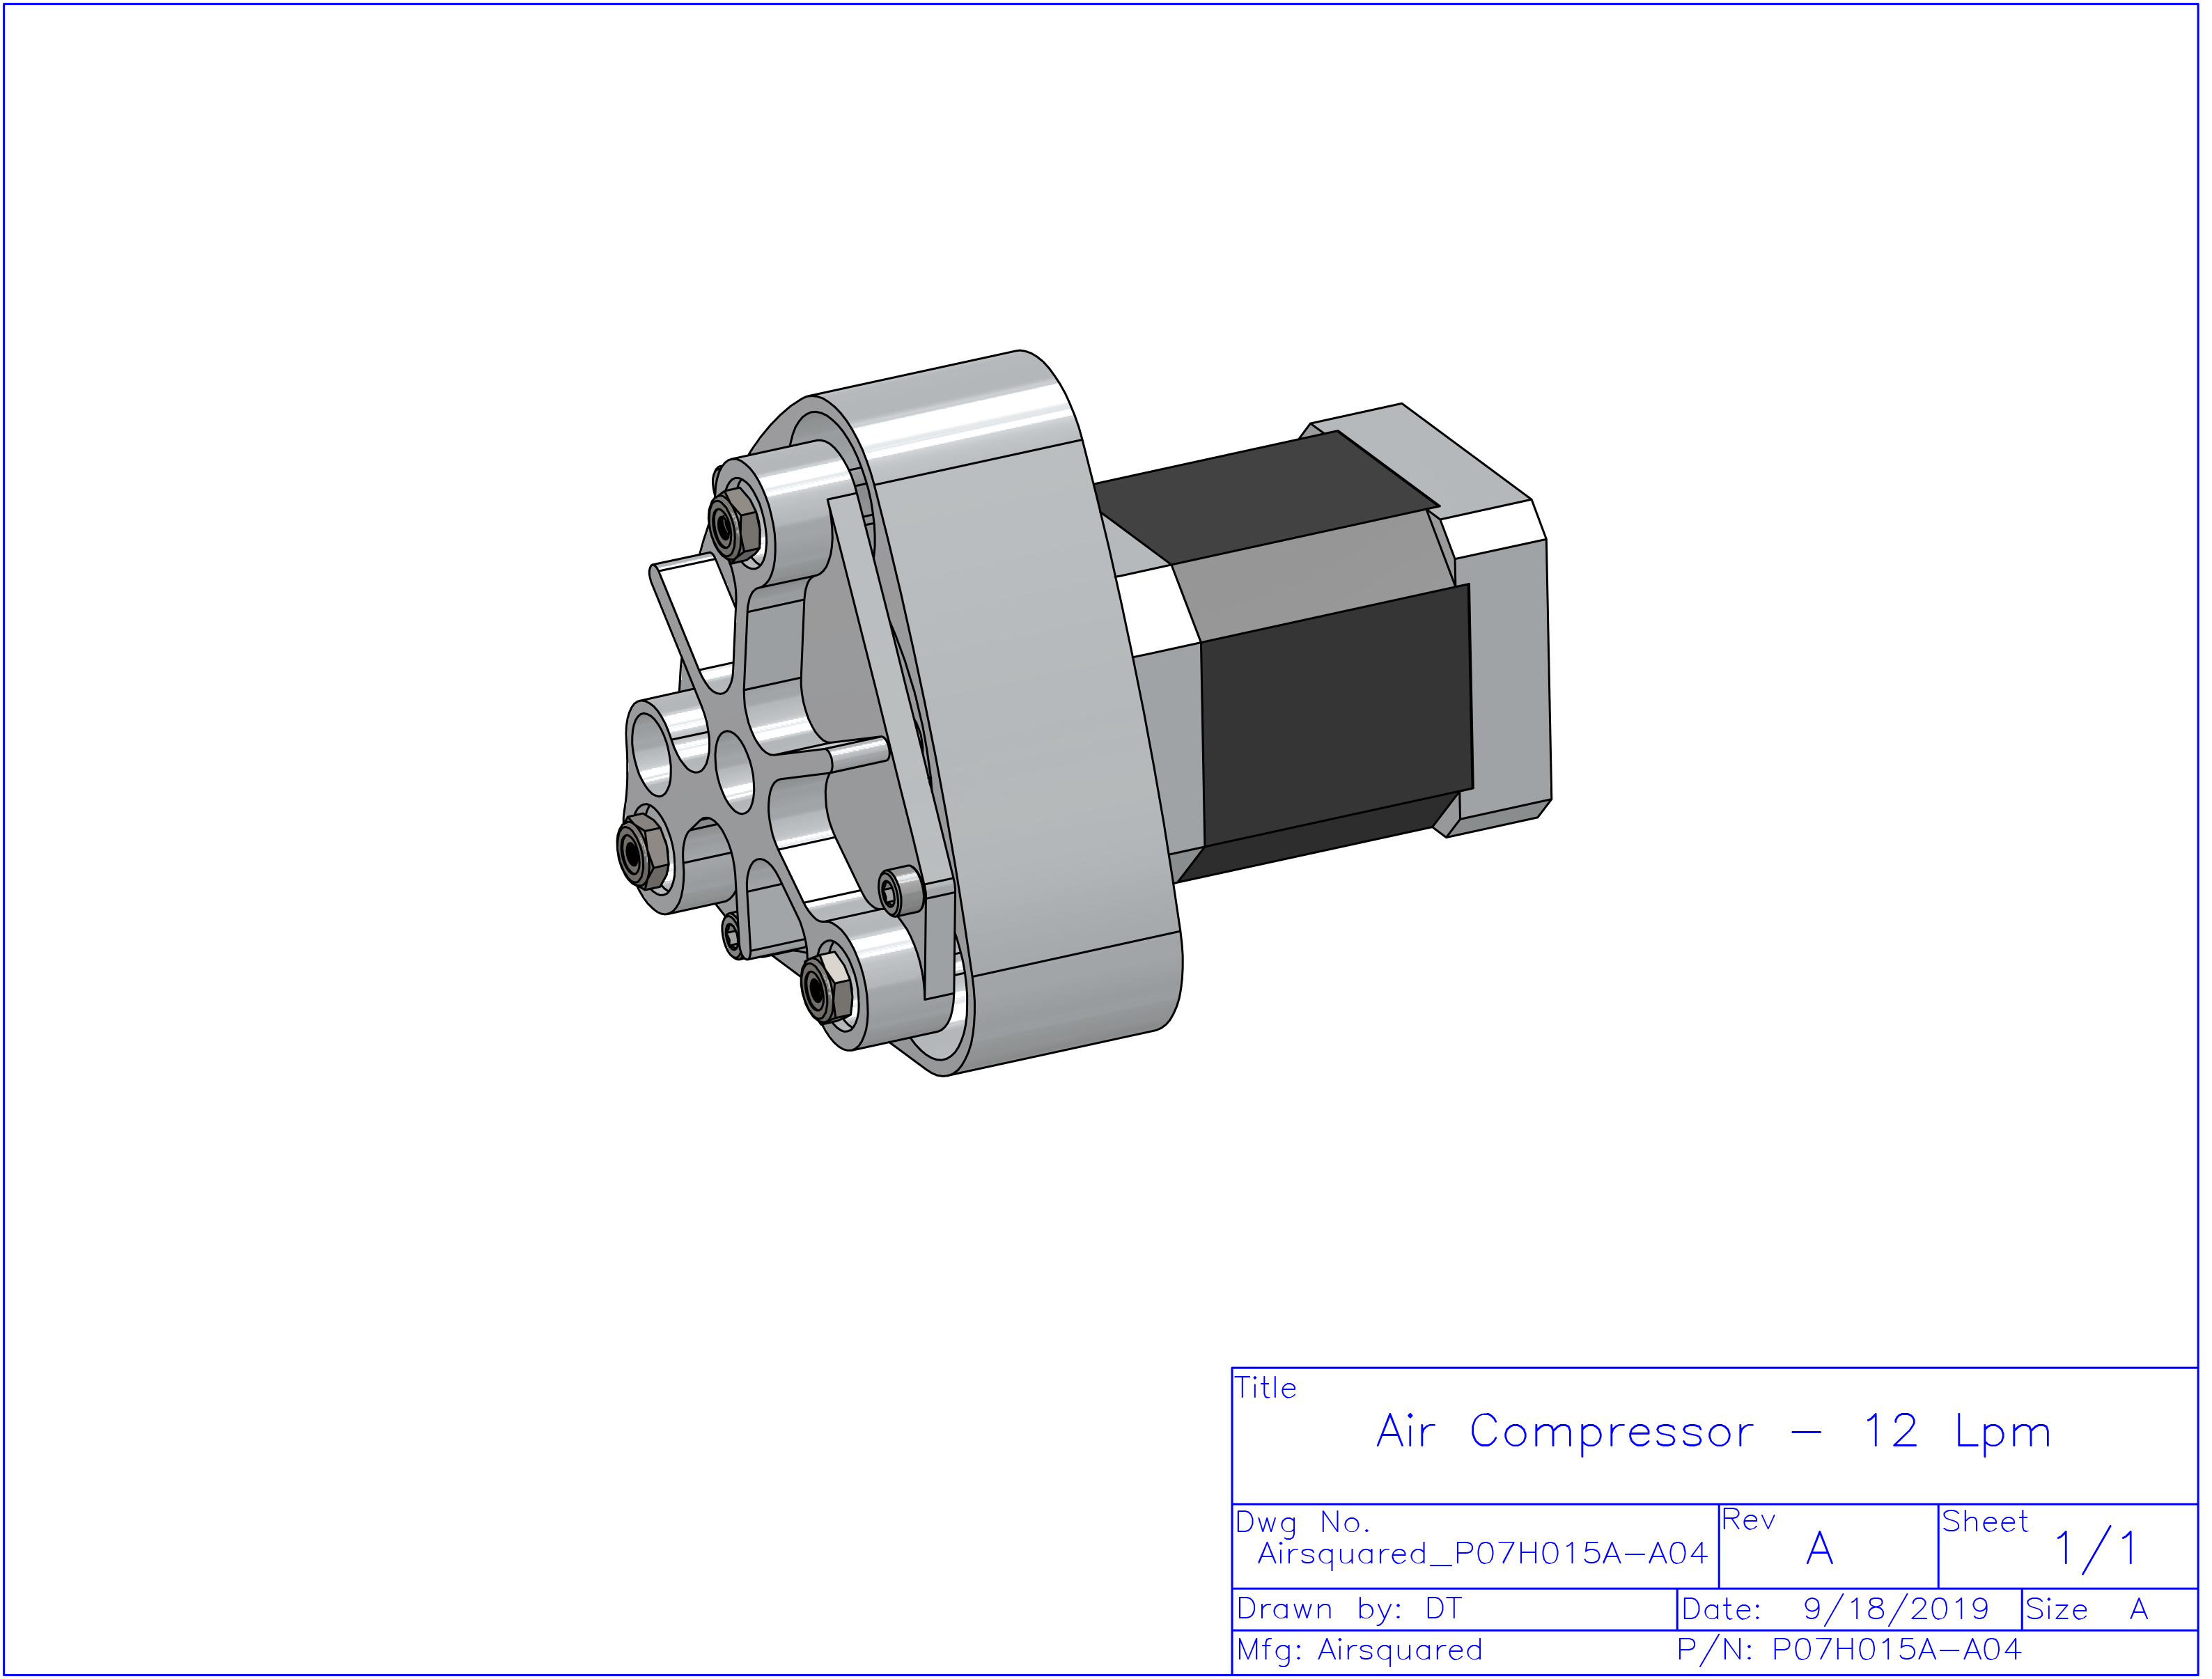 Title
Air Compressor - 12 Lpm
Dwg No.
Airsquared_P07H015A-A04
Rev
A
Sheet
1/1
Drawn by: DT
Date: 9/18/2019
Size A
Mfg: Airsquared
P/N: P07H015A-A04